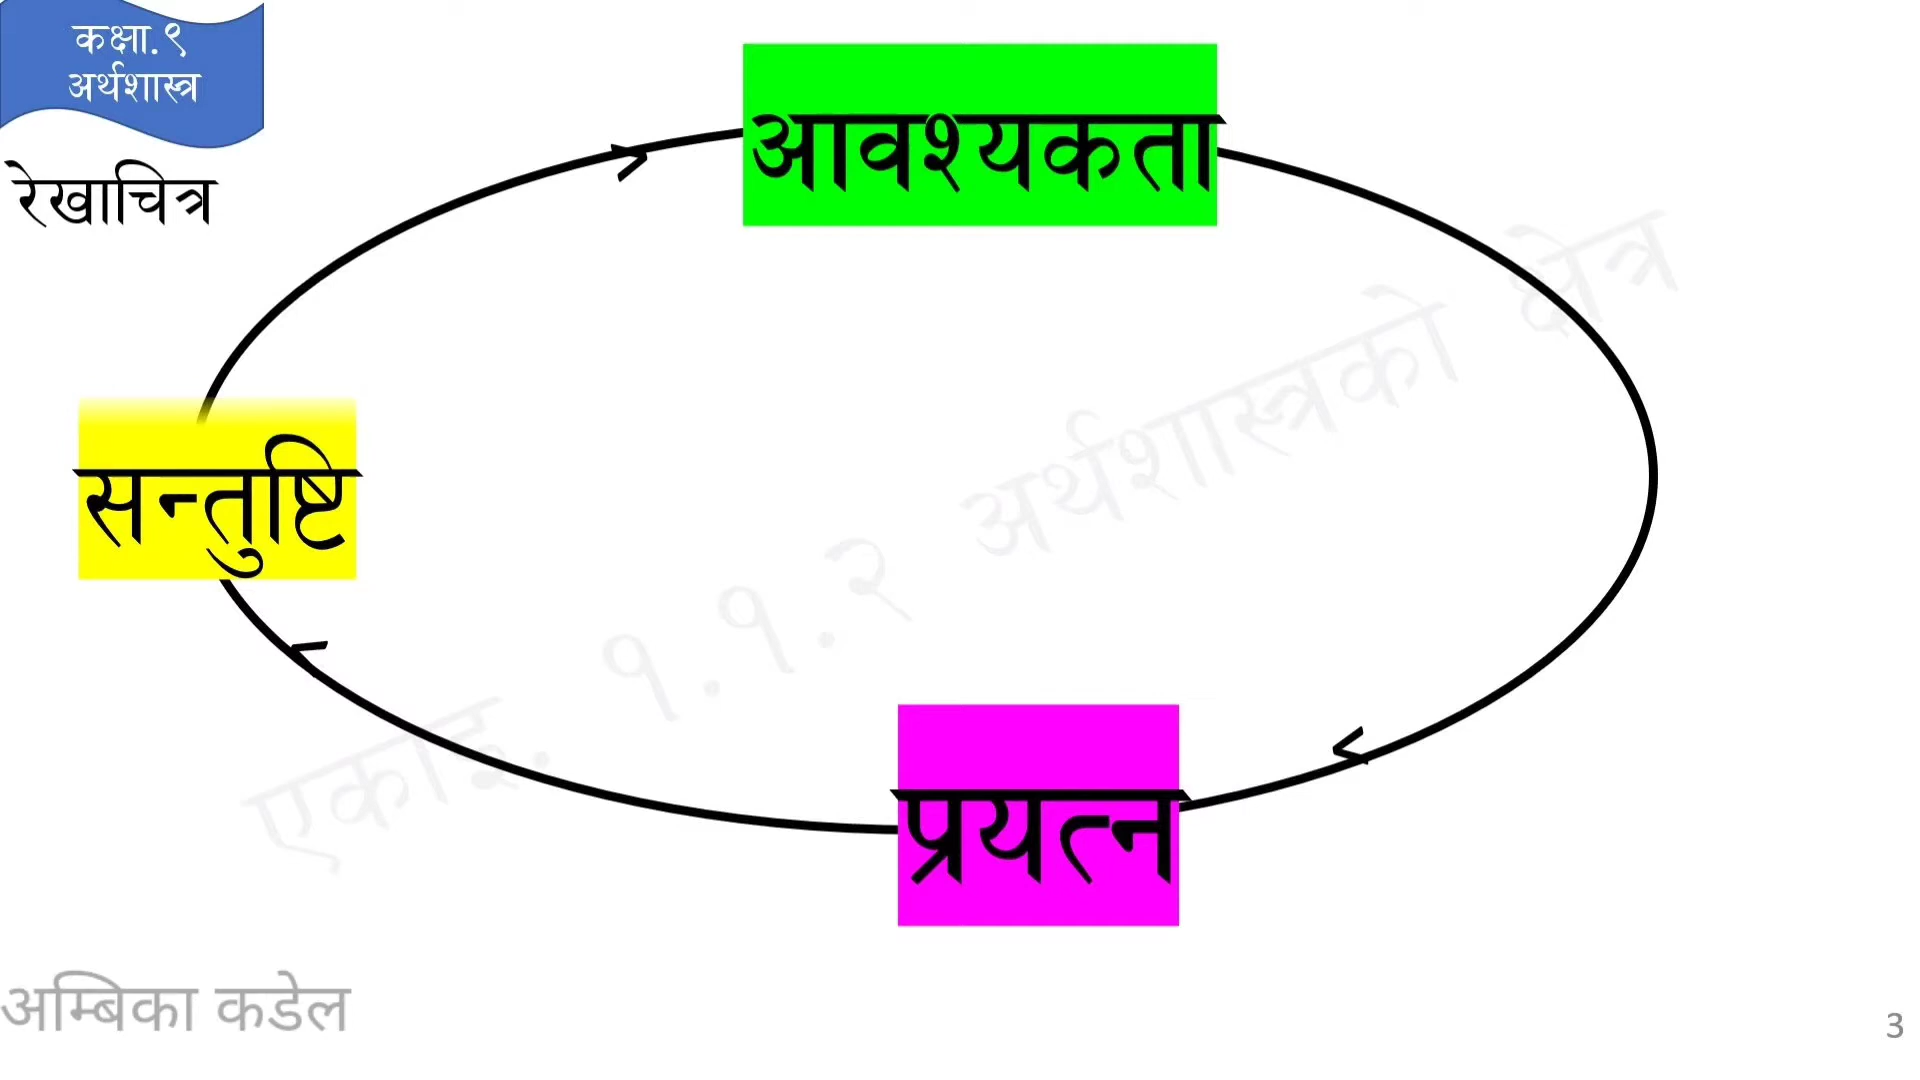 कक्षा.९
अर्थशास्त्र
रेखाचित्र
आवश्यकता
सन्तुष्टि
प्रयत्न
एकाइ. १.१.२ अर्थशास्त्रको क्षेत्र
अम्बिका कडेल
3